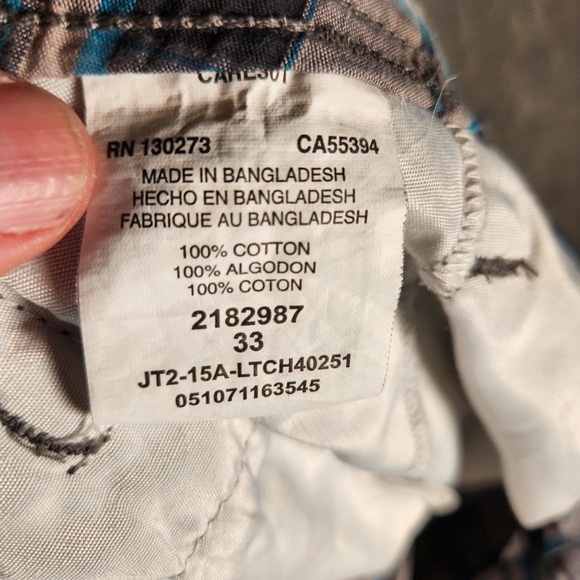 RN 130273 CA55394
MADE IN BANGLADESH
HECHO EN BANGLADESH
FABRIQUE AU BANGLADESH
100% COTTON
100% ALGODON
100% COTON
2182987
33
JT2-15A-LTCH40251
051071163545